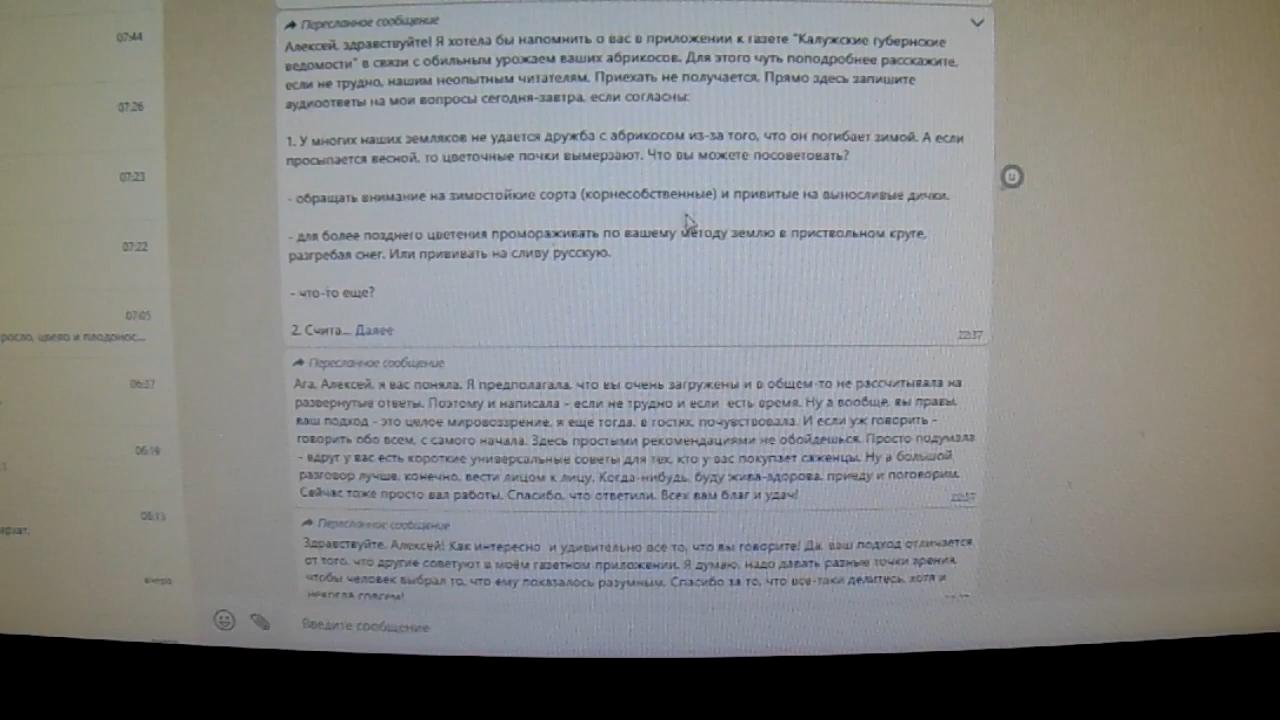 07:44
07:26
07:23
07:22
07:05
росло, цвело и плодонос...
06:37
06:19
06:13
вчера
Пересланное сообщение
Алексей, здравствуйте! Я хотела бы напомнить о вас в приложении к газете "Калужские губернские
ведомости" в связи с обильным урожаем ваших абрикосов. Для этого чуть поподробнее расскажите,
если не трудно, нашим неопытным читателям. Приехать не получается. Прямо здесь запишите
аудиоответы на мои вопросы сегодня-завтра, если согласны:
1. У многих наших земляков не удается дружба с абрикосом из-за того, что он погибает зимой. А если
просыпается весной, то цветочные почки вымерзают. Что вы можете посоветовать?
- обращать внимание на зимостойкие сорта (корнесобственные) и привитые на выносливые дички.
- для более позднего цветения промораживать по вашему методу землю в приствольном круге,
разгребая снег. Или прививать на сливу русскую.
- что-то еще?
2. Счита... Далее
22:37
Пересланное сообщение
Ага, Алексей, я вас поняла. Я предполагала, что вы очень загружены и в общем-то не рассчитывала на
развернутые ответы. Поэтому и написала - если не трудно и если есть время. Ну а вообще, вы правы,
ваш подход - это целое мировоззрение, я еще тогда, в гостях, почувствовала. И если уж говорить -
говорить обо всем, с самого начала. Здесь простыми рекомендациями не обойдешься. Просто подумала
- вдруг у вас есть короткие универсальные советы для тех, кто у вас покупает саженцы. Ну а большой
разговор лучше, конечно, вести лицом к лицу. Когда-нибудь, буду жива-здорова, приеду и поговорим.
Сейчас тоже просто вал работы. Спасибо, что ответили. Всех вам благ и удач!
22:37
Пересланное сообщение
Здравствуйте, Алексей! Как интересно и удивительно все то, что вы говорите! Да, ваш подход отличается
от того, что другие советуют в моём газетном приложении. Я думаю, надо давать разные точки зрения,
чтобы человек выбрал то, что ему показалось разумным. Спасибо за то, что все-таки делитесь, хотя и
некогда совсем!
Введите сообщение